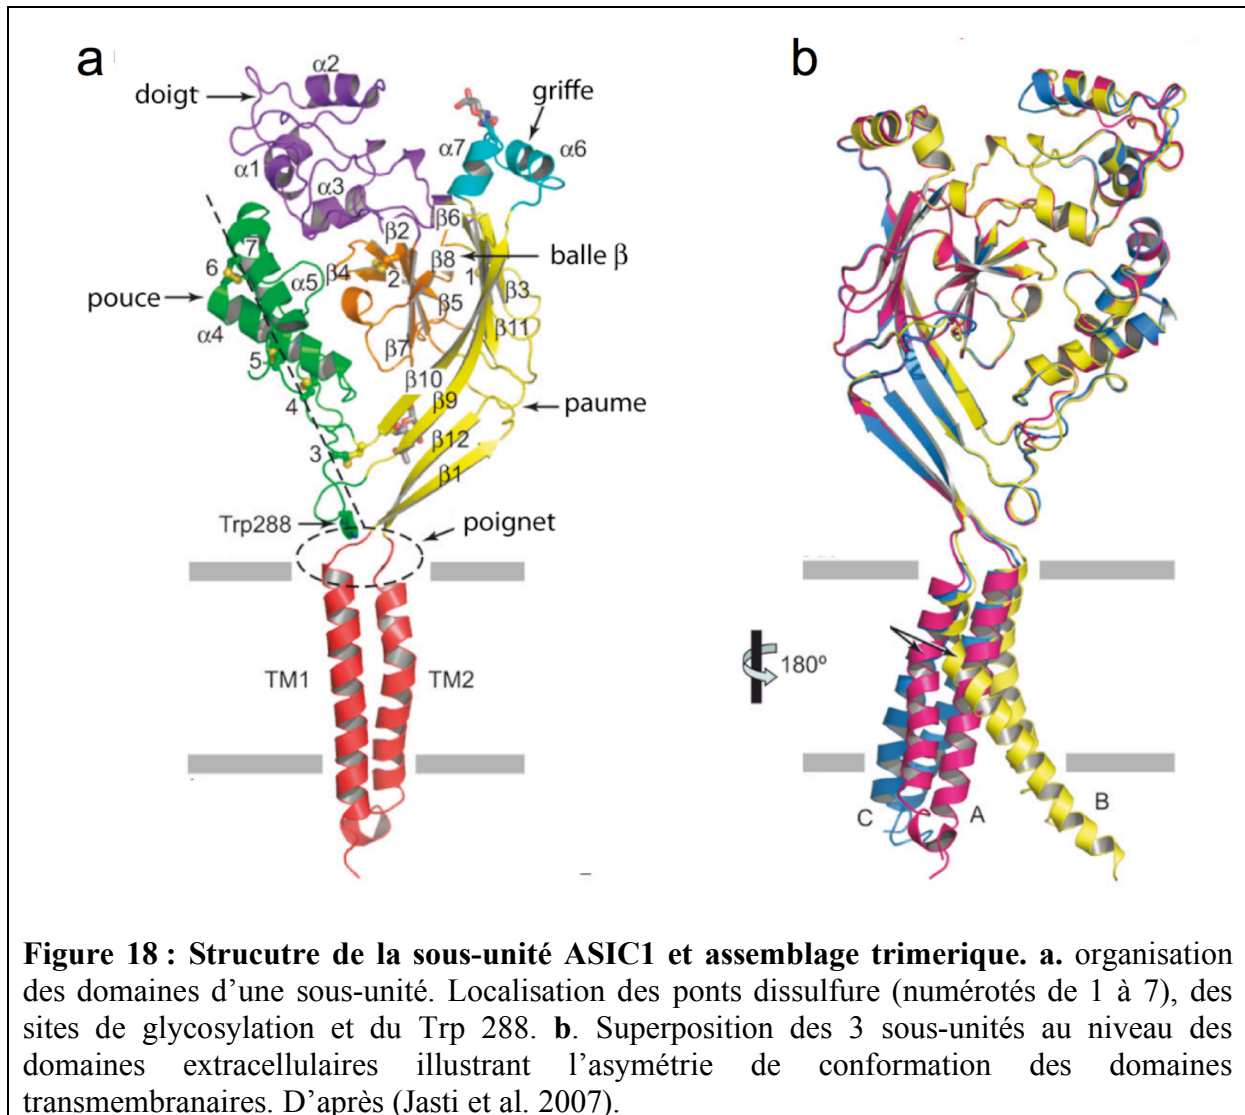 a
b
α2
doigt
griffe
α7
α6
α1
α3
β6
β2
7
β8
balle β
6
α5
β4
2
1
β3
pouce
β5
α4
β11
5
β7
β10
4
β9
paume
β12
3
β1
Trp288
poignet
TM1
TM2
180º
C
A
B
Figure 18 : Strucutre de la sous-unité ASIC1 et assemblage trimerique. a. organisation
des domaines d’une sous-unité. Localisation des ponts dissulfure (numérotés de 1 à 7), des
sites de glycosylation et du Trp 288. b. Superposition des 3 sous-unités au niveau des
domaines extracellulaires illustrant l’asymétrie de conformation des domaines
transmembranaires. D’après (Jasti et al. 2007).